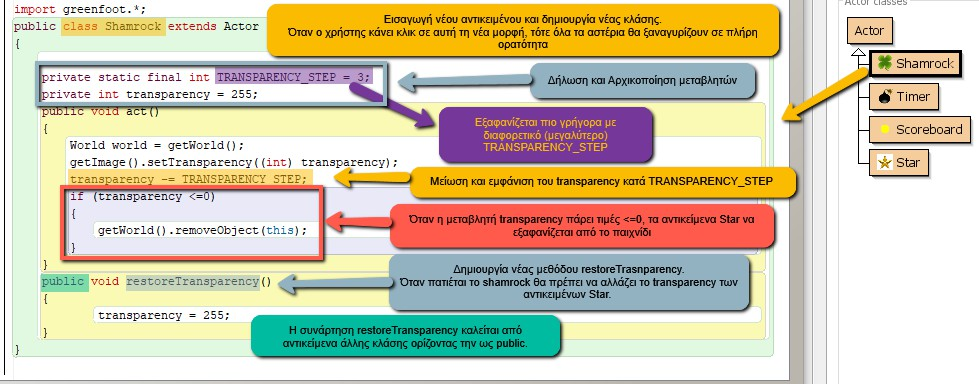 import greenfoot.*;
public class Shamrock extends Actor
{
private static final int TRANSPARENCY_STEP = 3;
private int transparency = 255;
public void act()
{
World world = getWorld();
getImage().setTransparency((int) transparency);
transparency -= TRANSPARENCY_STEP;
if (transparency <=0)
{
getWorld().removeObject(this);
}
}
public void restoreTransparency()
{
transparency = 255;
}
}
Εισαγωγή νέου αντικειμένου και δημιουργία νέας κλάσης.
Όταν ο χρήστης κάνει κλικ σε αυτή τη νέα μορφή, τότε όλα τα αστέρια θα ξαναγυρίζουν σε πλήρη
ορατότητα
Δήλωση και Αρχικοποίηση μεταβλητών
Εξαφανίζεται πιο γρήγορα με
διαφορετικό (μεγαλύτερο)
TRANSPARENCY_STEP
Μείωση και εμφάνιση του transparency κατά TRANSPARENCY_STEP
Όταν η μεταβλητή transparency πάρει τιμές <=0, τα αντικείμενα Star να
εξαφανίζεται από το παιχνίδι
Δημιουργία νέας μεθόδου restoreTrasnparency.
Όταν πατιέται το shamrock θα πρέπει να αλλάζει το transparency των
αντικειμένων Star.
Η συνάρτηση restoreTransparency καλείται από
αντικείμενα άλλης κλάσης ορίζοντας την ως public.
Actor classes
Actor
Shamrock
Timer
Scoreboard
Star